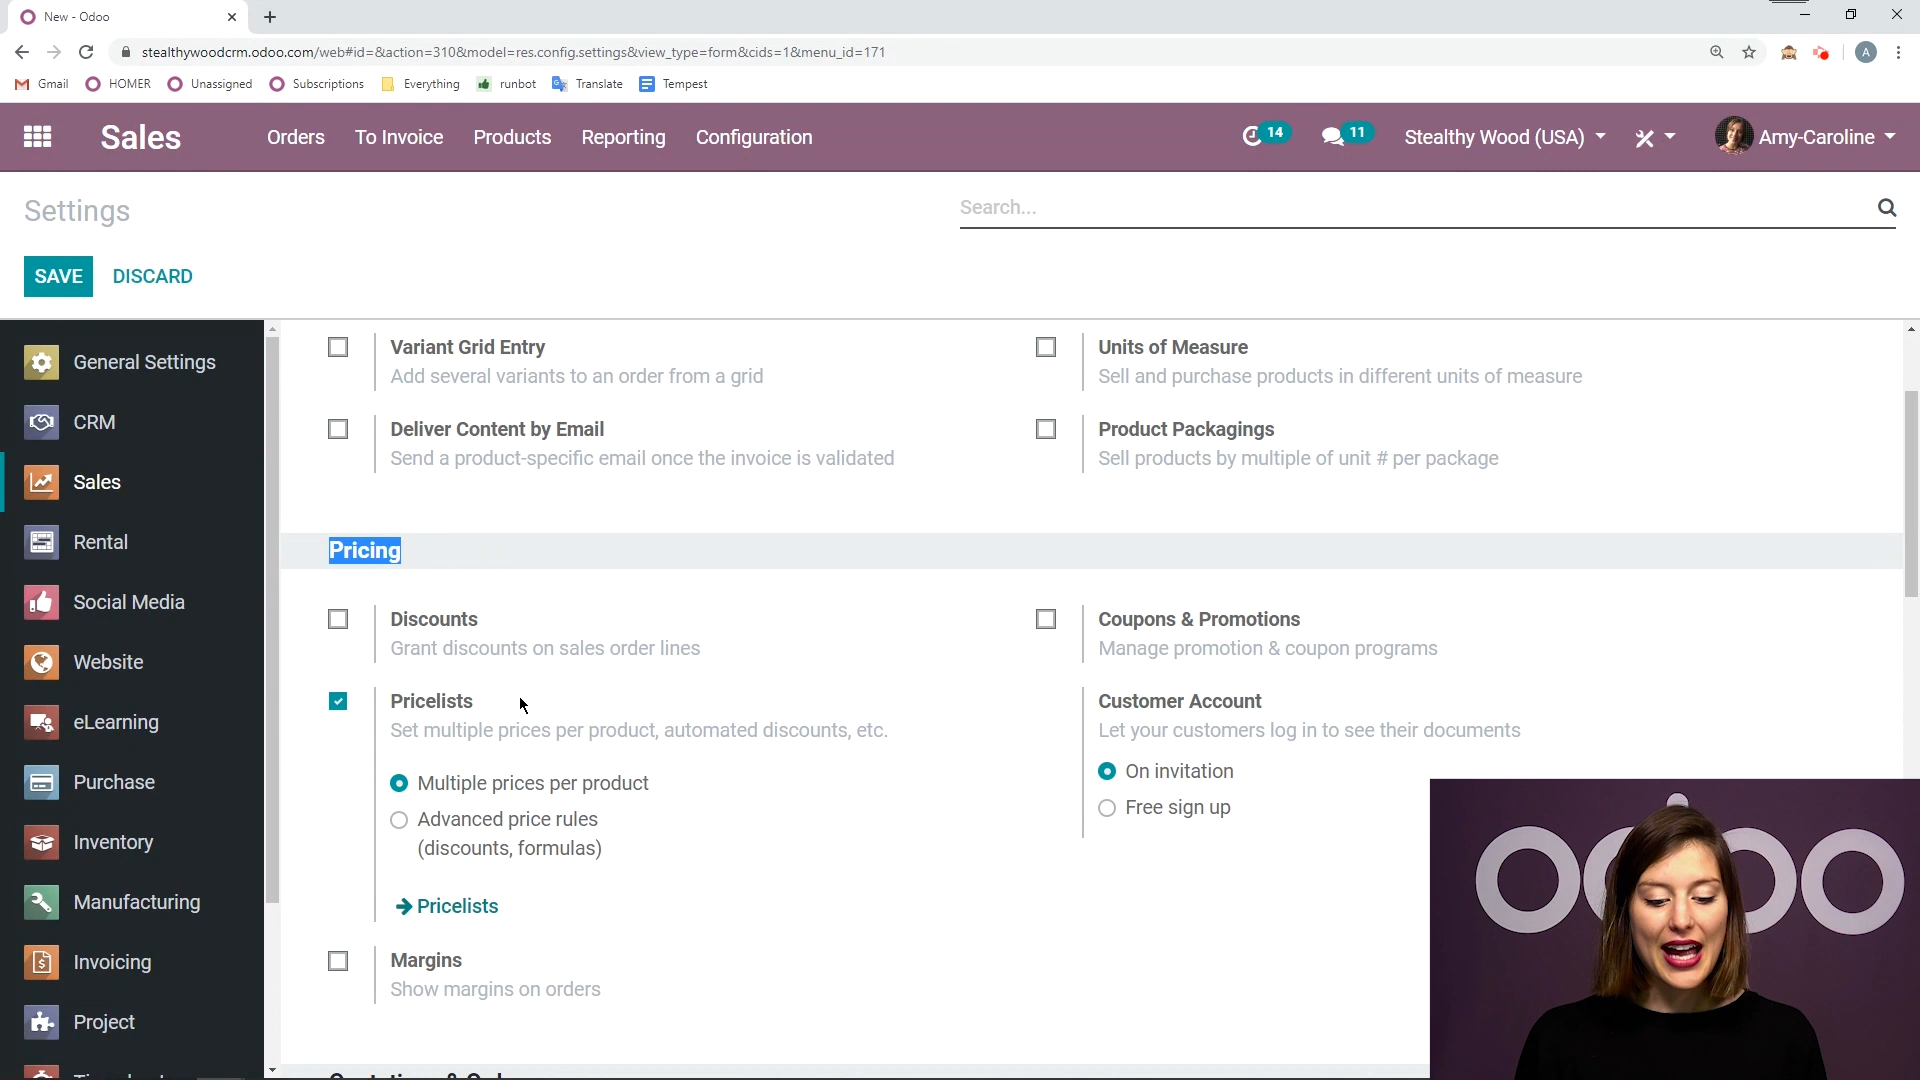 New - Odoo
stealthywoodcrm.odoo.com/web#id=&action=310&model=res.config.settings&view_type=form&cids=1&menu_id=171
A
Gmail HOMER Unassigned Subscriptions Everything runbot Translate Tempest
Sales Orders To Invoice Products Reporting Configuration 14 11 Stealthy Wood (USA) Amy-Caroline
Settings Search...
SAVE DISCARD
General Settings
CRM
Sales
Rental
Social Media
Website
eLearning
Purchase
Inventory
Manufacturing
Invoicing
Project
Variant Grid Entry
Add several variants to an order from a grid
Units of Measure
Sell and purchase products in different units of measure
Deliver Content by Email
Send a product-specific email once the invoice is validated
Product Packagings
Sell products by multiple of unit # per package
Pricing
Discounts
Grant discounts on sales order lines
Coupons & Promotions
Manage promotion & coupon programs
Pricelists
Set multiple prices per product, automated discounts, etc.
Multiple prices per product
Advanced price rules
(discounts, formulas)
Pricelists
Customer Account
Let your customers log in to see their documents
On invitation
Free sign up
Margins
Show margins on orders
odoo